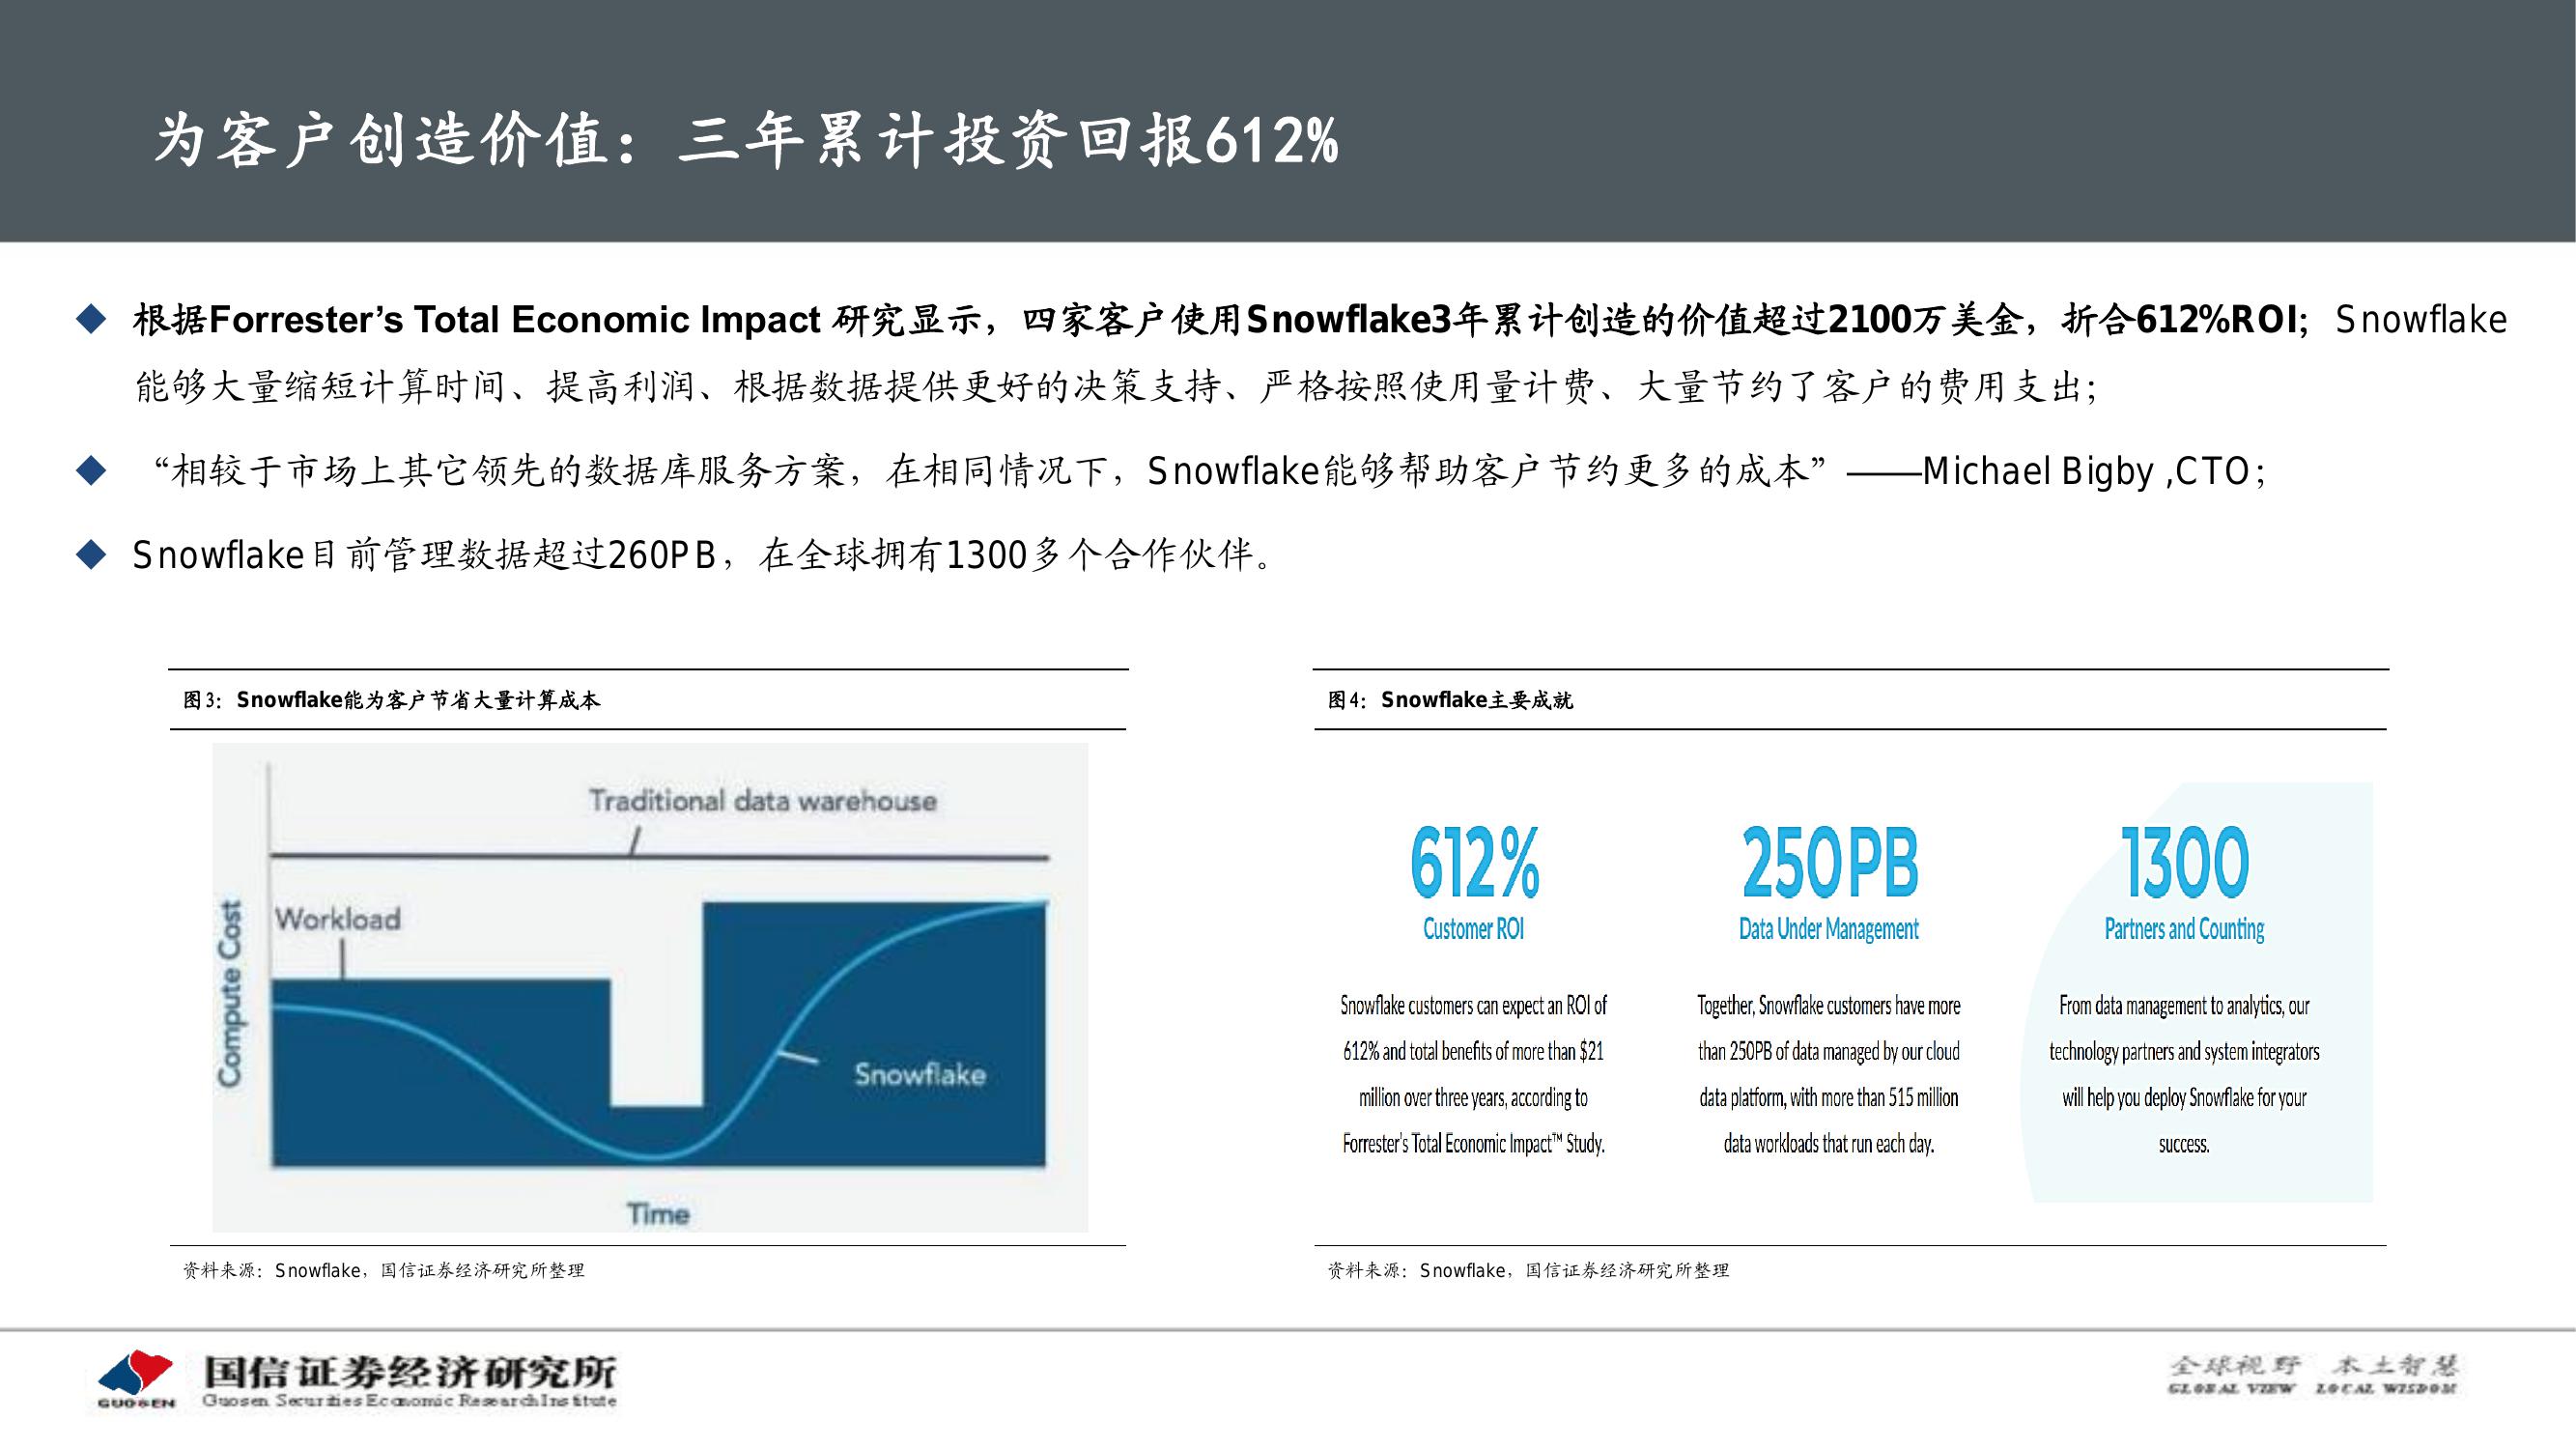 为客户创造价值：三年累计投资回报612%
根据Forrester’s Total Economic Impact 研究显示，四家客户使用Snowflake3年累计创造的价值超过2100万美金，折合612%ROI；Snowflake
能够大量缩短计算时间、提高利润、根据数据提供更好的决策支持、严格按照使用量计费、大量节约了客户的费用支出；
“相较于市场上其它领先的数据库服务方案，在相同情况下，Snowflake能够帮助客户节约更多的成本”——Michael Bigby ,CTO；
Snowflake目前管理数据超过260PB，在全球拥有1300多个合作伙伴。
图3：Snowflake能为客户节省大量计算成本
Traditional data warehouse
Workload
Compute Cost
Snowflake
Time
资料来源：Snowflake，国信证券经济研究所整理
图4：Snowflake主要成就
612%
Customer ROI
Snowflake customers can expect an ROI of
612% and total benefits of more than $21
million over three years, according to
Forrester's Total Economic Impact™ Study.
250PB
Data Under Management
Together, Snowflake customers have more
than 250PB of data managed by our cloud
data platform, with more than 515 million
data workloads that run each day.
1300
Partners and Counting
From data management to analytics, our
technology partners and system integrators
will help you deploy Snowflake for your
success.
资料来源：Snowflake，国信证券经济研究所整理
GUOSEN
国信证券经济研究所
Guosen Securities Economic Research Institute
全球视野 本土智慧
GLOBAL VIEW LOCAL WISDOM